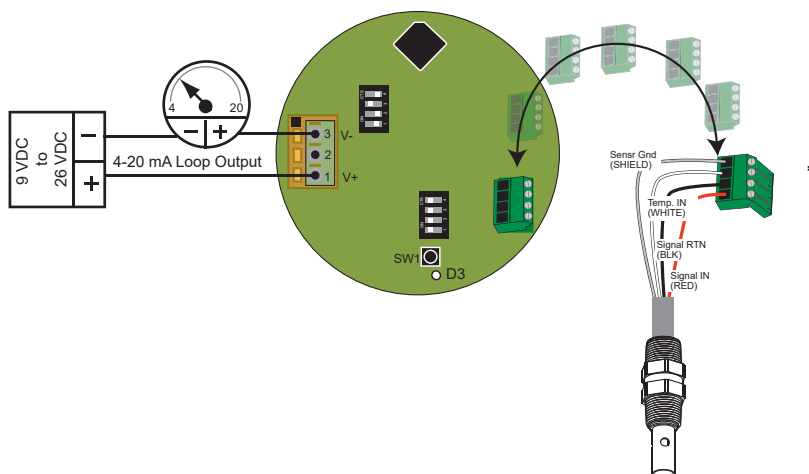 9 VDC
to
26 VDC
−
+
4
20
−
+
4-20 mA Loop Output
3
V-
2
1
V+
SW1
D3
Sensr Gnd
(SHIELD)
Temp. IN
(WHITE)
Signal RTN
(BLK)
Signal IN
(RED)